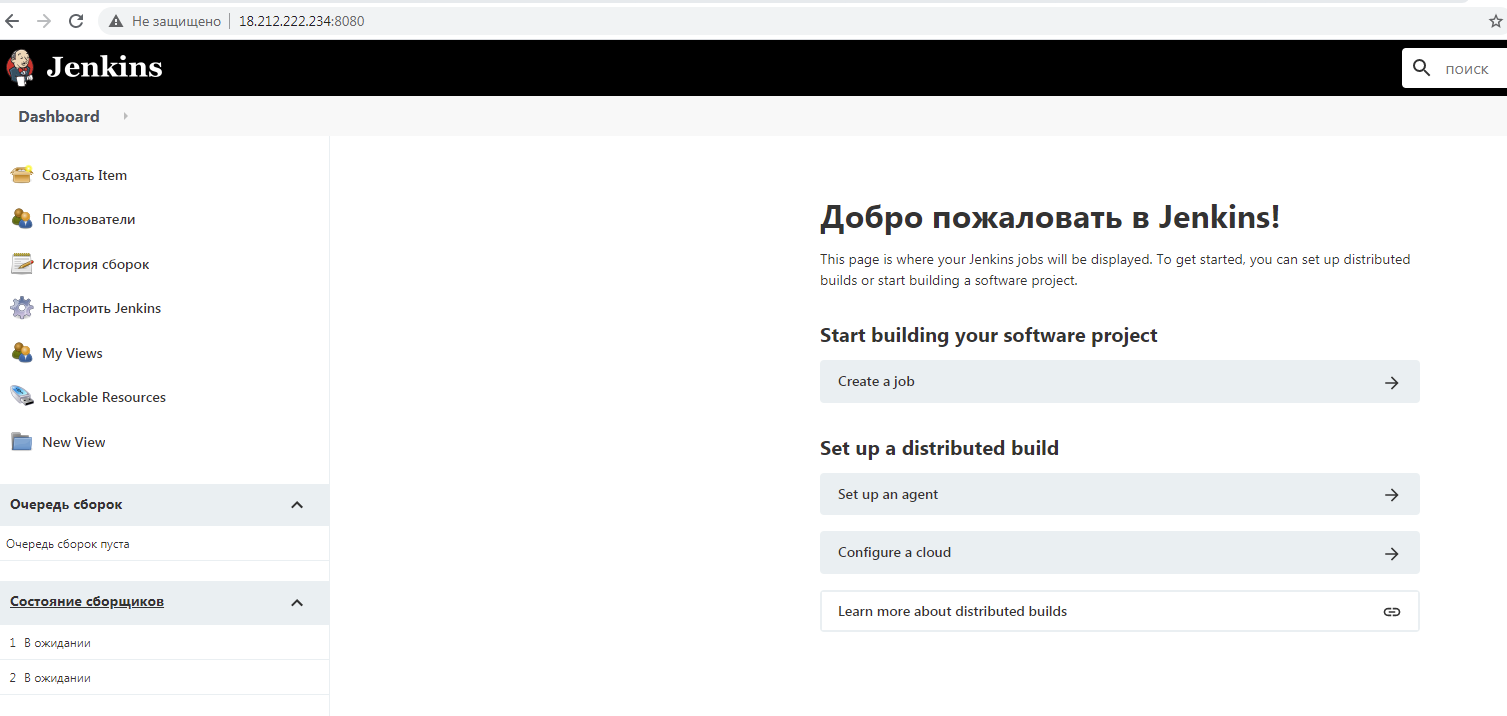 Не защищено
18.212.222.234:8080
Jenkins
поиск
Dashboard
Создать Item
Пользователи
История сборок
Настроить Jenkins
My Views
Lockable Resources
New View
Очередь сборок
Очередь сборок пуста
Состояние сборщиков
1 В ожидании
2 В ожидании
Добро пожаловать в Jenkins!
This page is where your Jenkins jobs will be displayed. To get started, you can set up distributed
builds or start building a software project.
Start building your software project
Create a job
Set up a distributed build
Set up an agent
Configure a cloud
Learn more about distributed builds